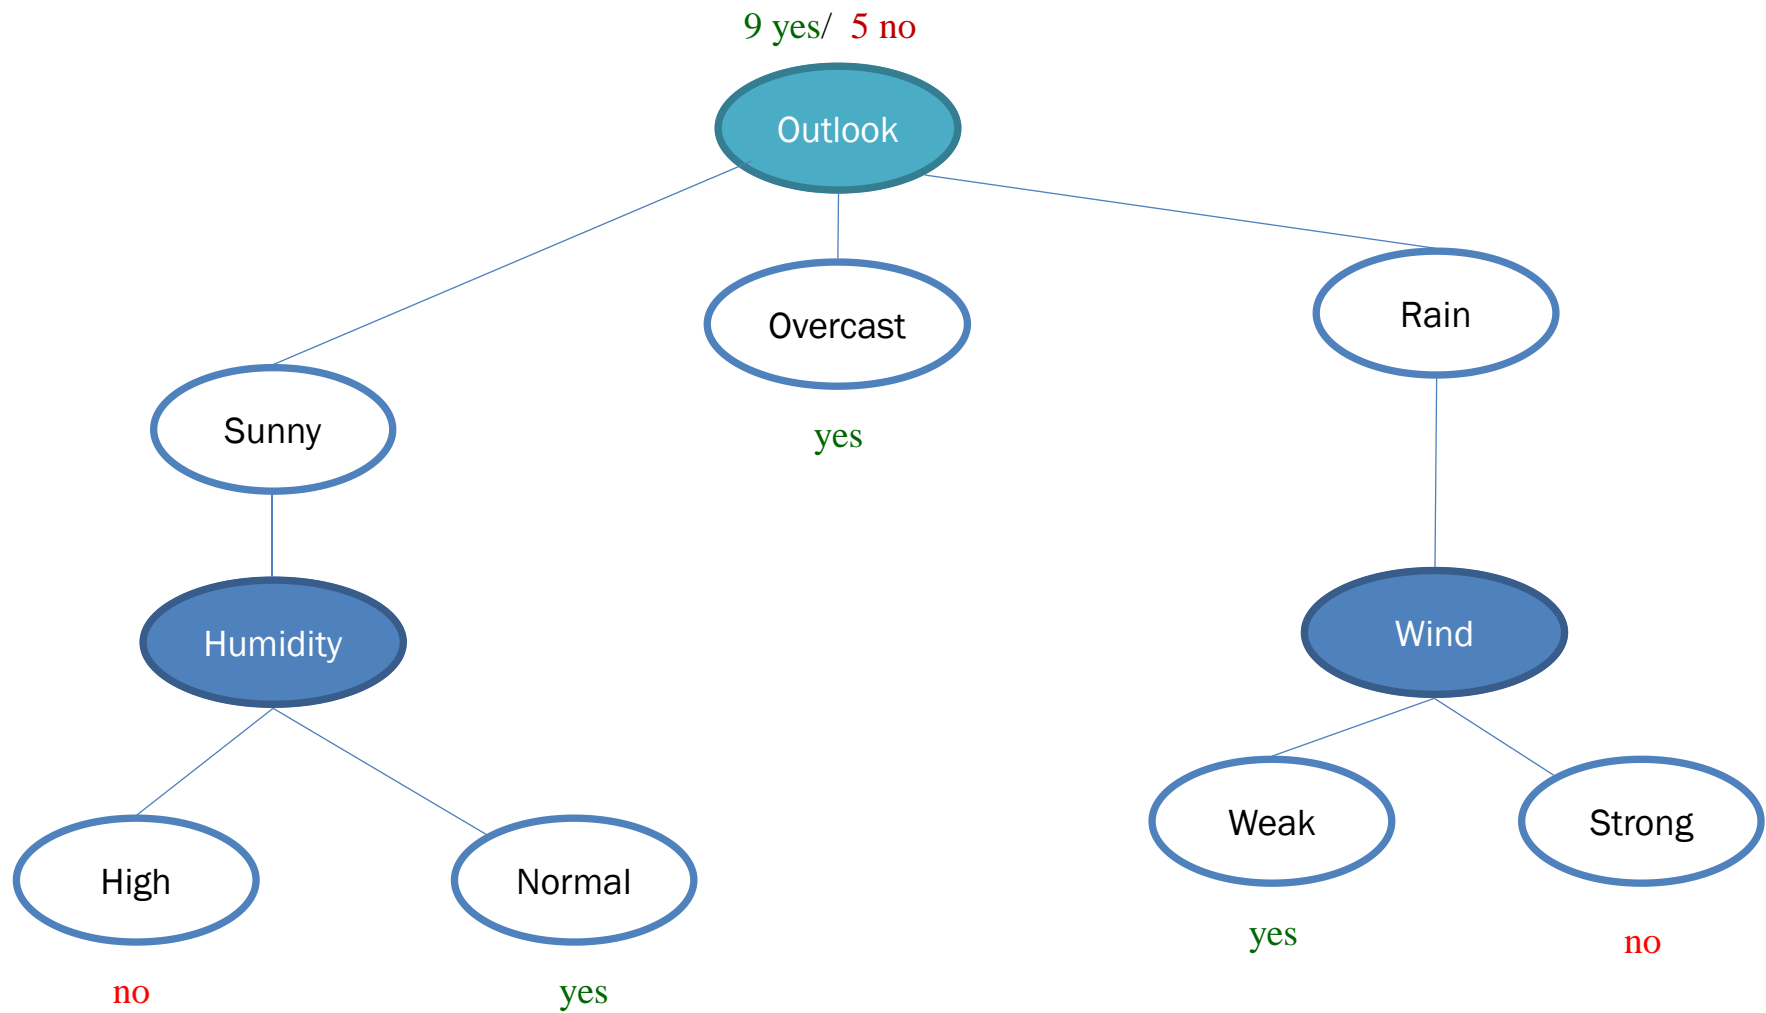 9 yes/ 5 no
Outlook
Overcast
Rain
Sunny
yes
Humidity
Wind
High
Normal
Weak
Strong
no
yes
yes
no